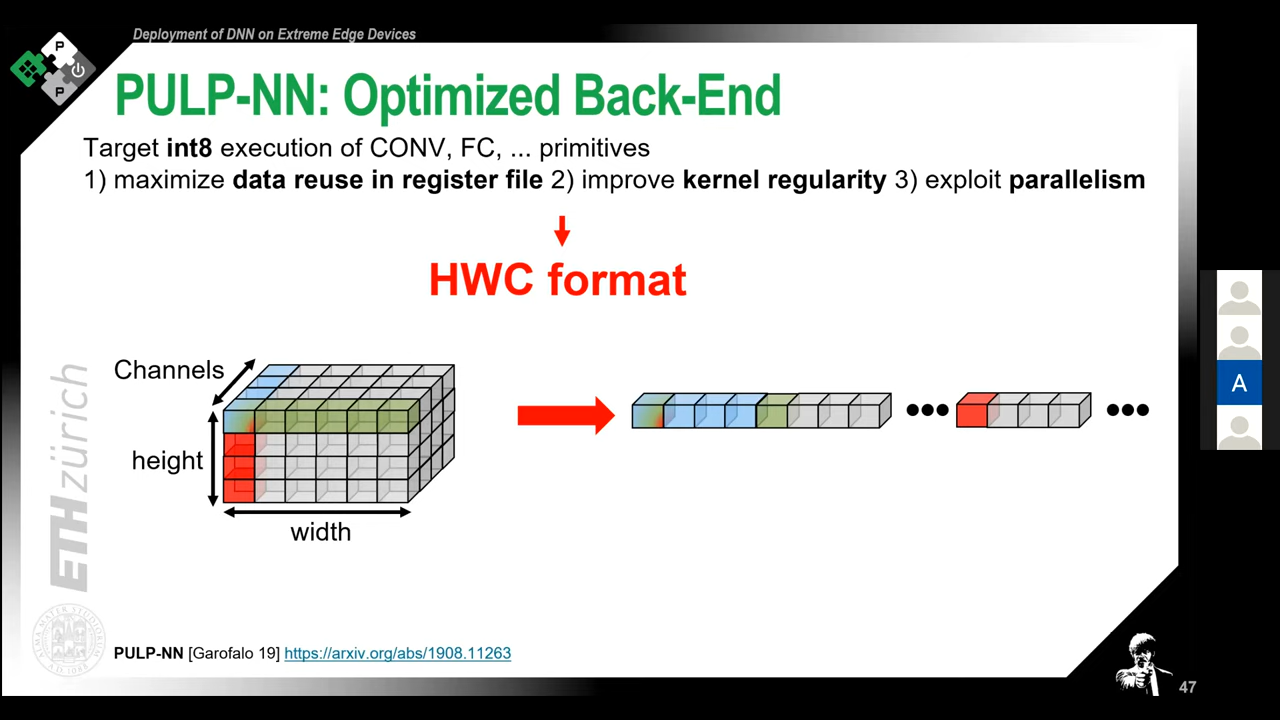 Deployment of DNN on Extreme Edge Devices
P
P
PULP-NN: Optimized Back-End
Target int8 execution of CONV, FC, ... primitives
1) maximize data reuse in register file 2) improve kernel regularity 3) exploit parallelism
HWC format
Channels
height
width
A
ETH zürich
PULP-NN [Garofalo 19] https://arxiv.org/abs/1908.11263
47